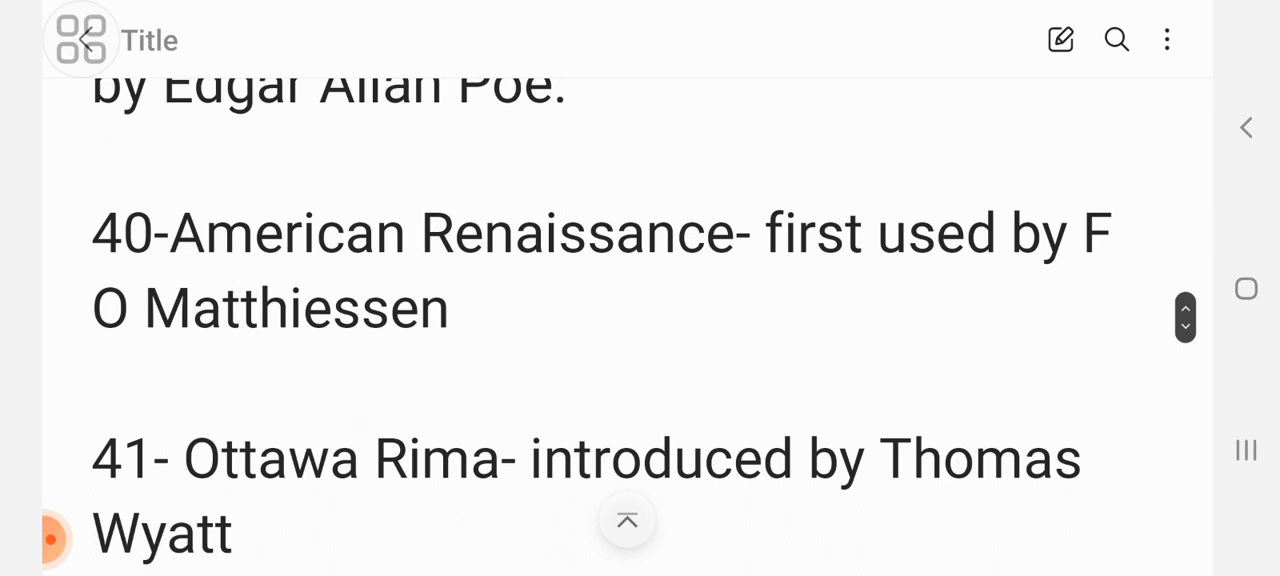 Title
by Edgar Allan Poe.
40-American Renaissance- first used by F
O Matthiessen
41- Ottawa Rima- introduced by Thomas
Wyatt